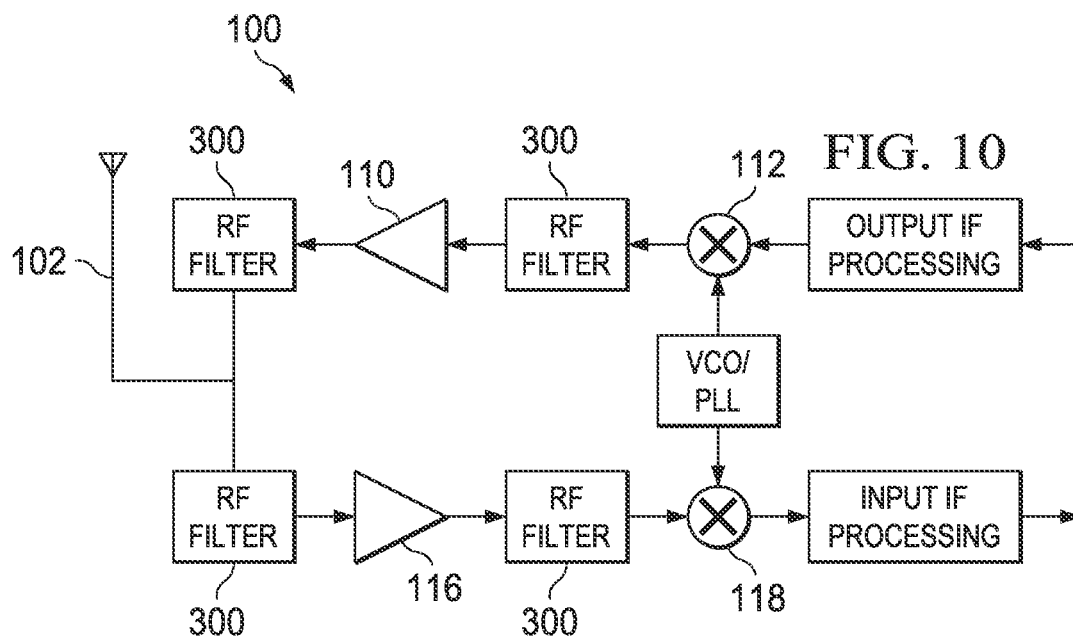 100
300
110
300
112
FIG. 10
RF
FILTER
RF
FILTER
OUTPUT IF
PROCESSING
102
VCO/
PLL
RF
FILTER
RF
FILTER
INPUT IF
PROCESSING
300
116
300
118